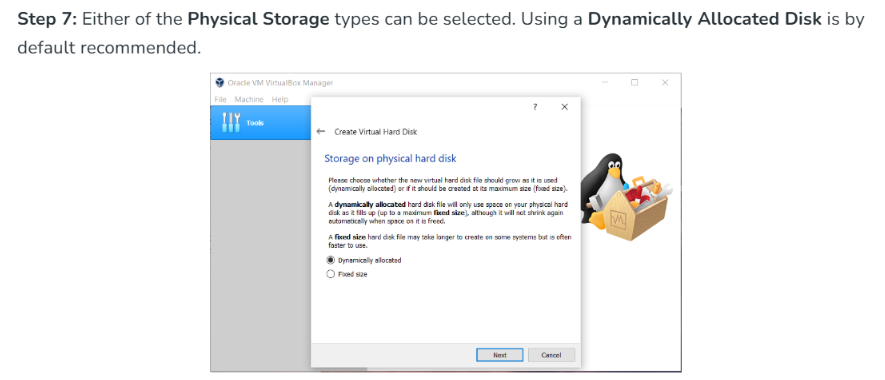 Step 7: Either of the Physical Storage types can be selected. Using a Dynamically Allocated Disk is by
default recommended.
Oracle VM VirtualBox Manager
File Machine Help
Tools
? X
← Create Virtual Hard Disk
Storage on physical hard disk
Please choose whether the new virtual hard disk file should grow as it is used
(dynamically allocated) or if it should be created at its maximum size (fixed size).
A dynamically allocated hard disk file will only use space on your physical hard
disk as it fills up (up to a maximum fixed size), although it will not shrink again
automatically when space on it is freed.
A fixed size hard disk file may take longer to create on some systems but is often
faster to use.
Dynamically allocated
Fixed size
Next Cancel